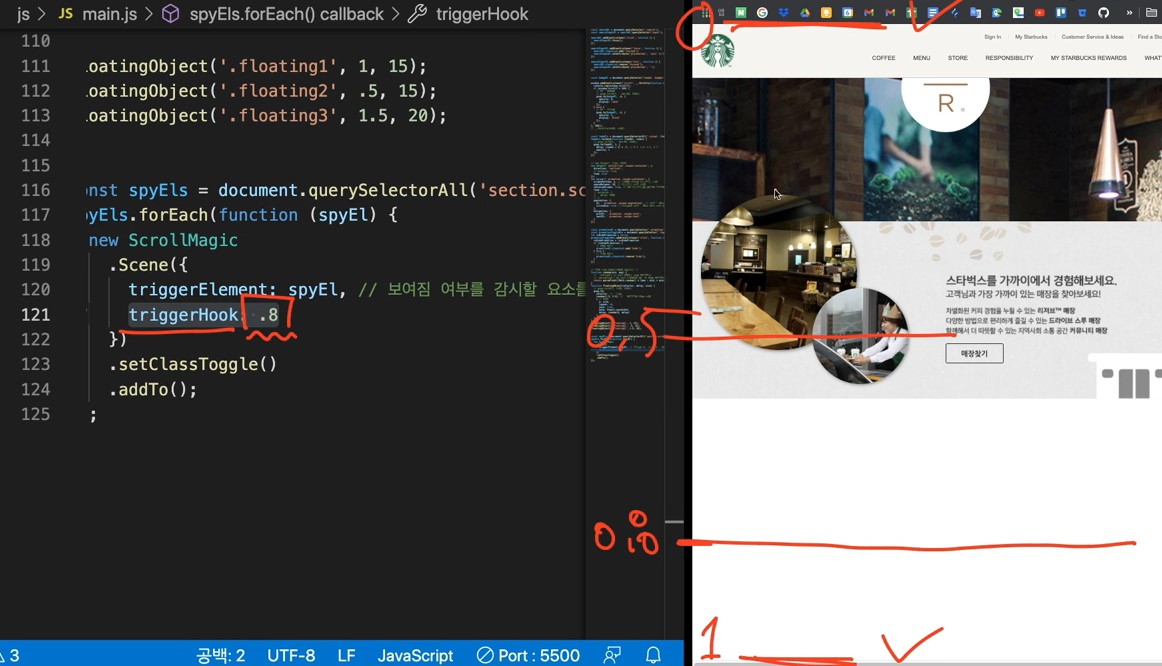 js > JS main.js > spyEls.forEach() callback > triggerHook
110
111 loatingObject('.floating1', 1, 15);
112 loatingObject('.floating2', .5, 15);
113 loatingObject('.floating3', 1.5, 20);
114
115
116 onst spyEls = document.querySelectorAll('section.sc
117 pyEls.forEach(function (spyEl) {
118 new ScrollMagic
119 .Scene({
120 triggerElement: spyEl, // 보여짐 여부를 감시할 요소를
121 triggerHook: .8
122 })
123 .setClassToggle()
124 .addTo();
125 ;
3 공백: 2 UTF-8 LF JavaScript Port : 5500
0
0,5
0.8
1
Sign In My Starbucks Customer Service & Ideas Find a Sto
COFFEE MENU STORE RESPONSIBILITY MY STARBUCKS REWARDS WHAT'
R.
스타벅스를 가까이에서 경험해보세요.
고객님과 가장 가까이 있는 매장을 찾아보세요!
차별화된 커피 경험을 누릴 수 있는 리저브™ 매장
다양한 방법으로 편리하게 즐길 수 있는 드라이브 스루 매장
함께해서 더 따뜻할 수 있는 지역사회 소통 공간 커뮤니티 매장
매장찾기